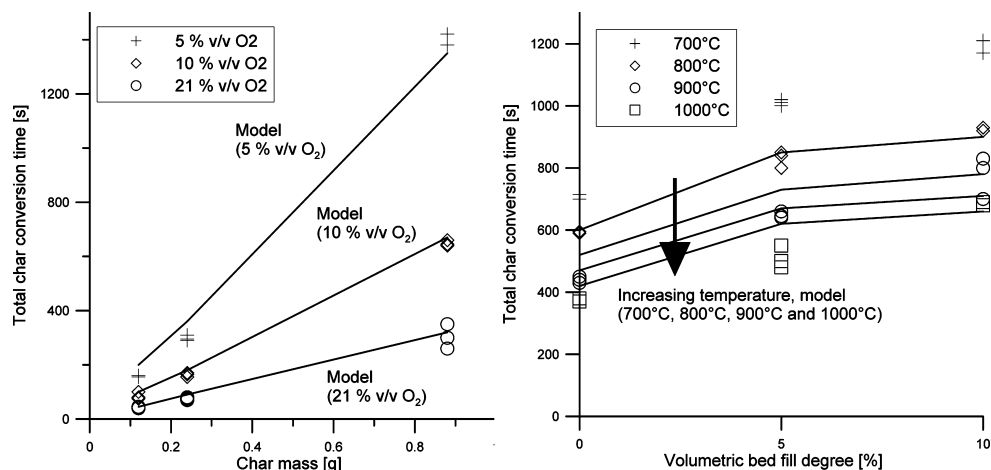 5 % v/v O2
10 % v/v O2
21 % v/v O2
Total char conversion time [s]
1200
800
400
0
Model
(5 % v/v O₂)
Model
(10 % v/v O₂)
Model
(21 % v/v O₂)
0 0.2 0.4 0.6 0.8
Char mass [g]
700°C
800°C
900°C
1000°C
Total char conversion time [s]
1200
1000
800
600
400
200
0
Increasing temperature, model
(700°C, 800°C, 900°C and 1000°C)
0 5 10
Volumetric bed fill degree [%]